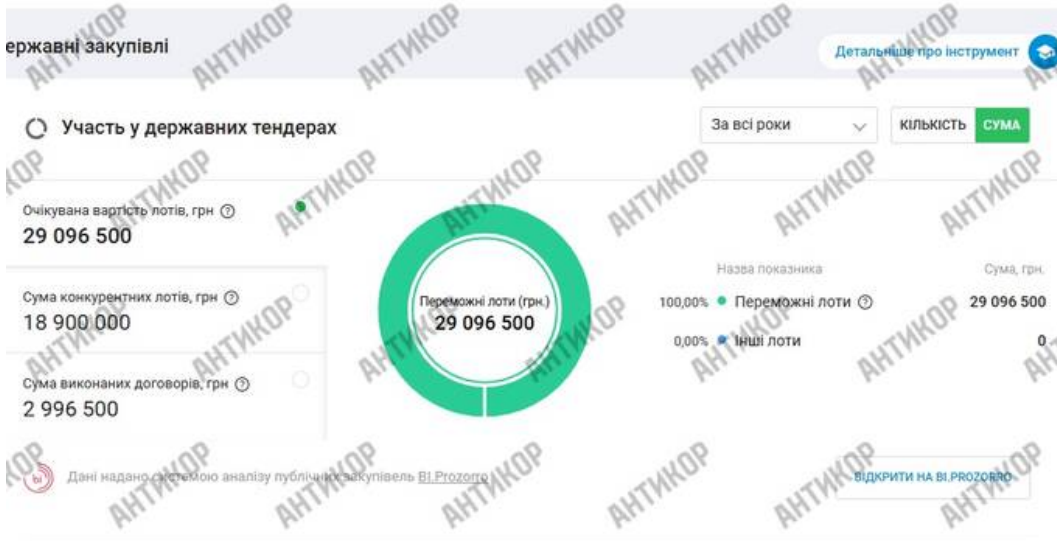 ержавні закупівлі
Детальніше про інструмент
Участь у державних тендерах
За всі роки
КІЛЬКІСТЬ СУМА
Очікувана вартість лотів, грн
29 096 500
Сума конкурентних лотів, грн
18 900 000
Сума виконаних договорів, грн
2 996 500
Переможні лоти (грн.)
29 096 500
Назва показника Сума, грн.
100,00% Переможні лоти 29 096 500
0,00% Інші лоти 0
bi Дані надано системою аналізу публічних закупівель BI.Prozorro
ВІДКРИТИ НА BI.PROZORRO
АНТИКОР